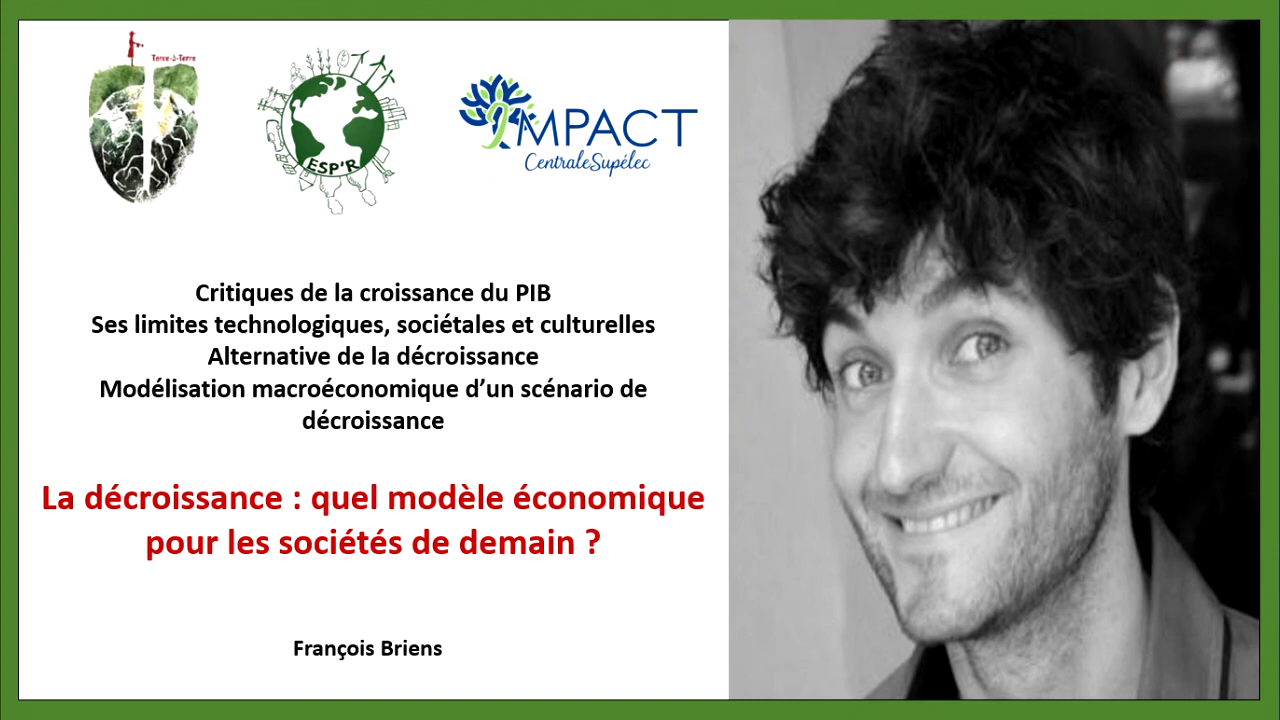 Terre-à-Terre
ESP'R
IMPACT
CentraleSupélec
Critiques de la croissance du PIB
Ses limites technologiques, sociétales et culturelles
Alternative de la décroissance
Modélisation macroéconomique d’un scénario de
décroissance
La décroissance : quel modèle économique
pour les sociétés de demain ?
François Briens